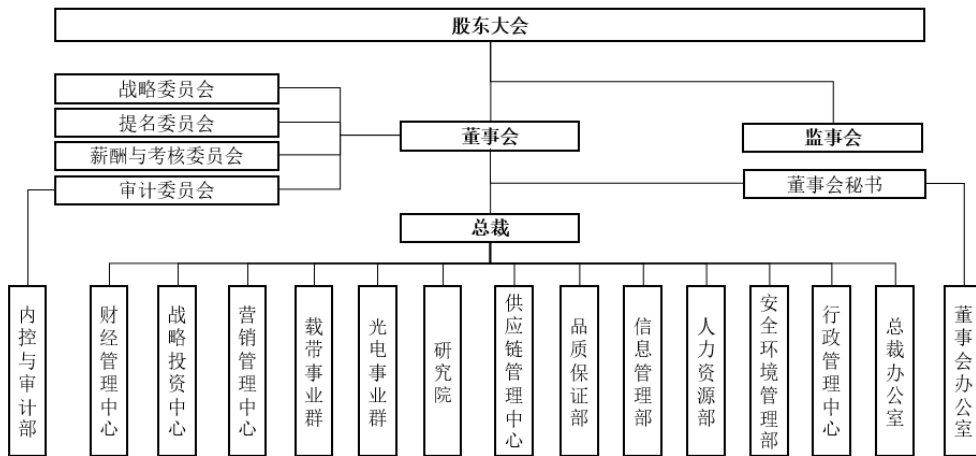 股东大会
战略委员会
提名委员会
薪酬与考核委员会
审计委员会
董事会
监事会
董事会秘书
总裁
内控与审计部
财经管理中心
战略投资中心
营销管理中心
载带事业群
光电事业群
研究院
供应链管理中心
品质保证部
信息管理部
人力资源部
安全环境管理部
行政管理中心
总裁办公室
董事会办公室